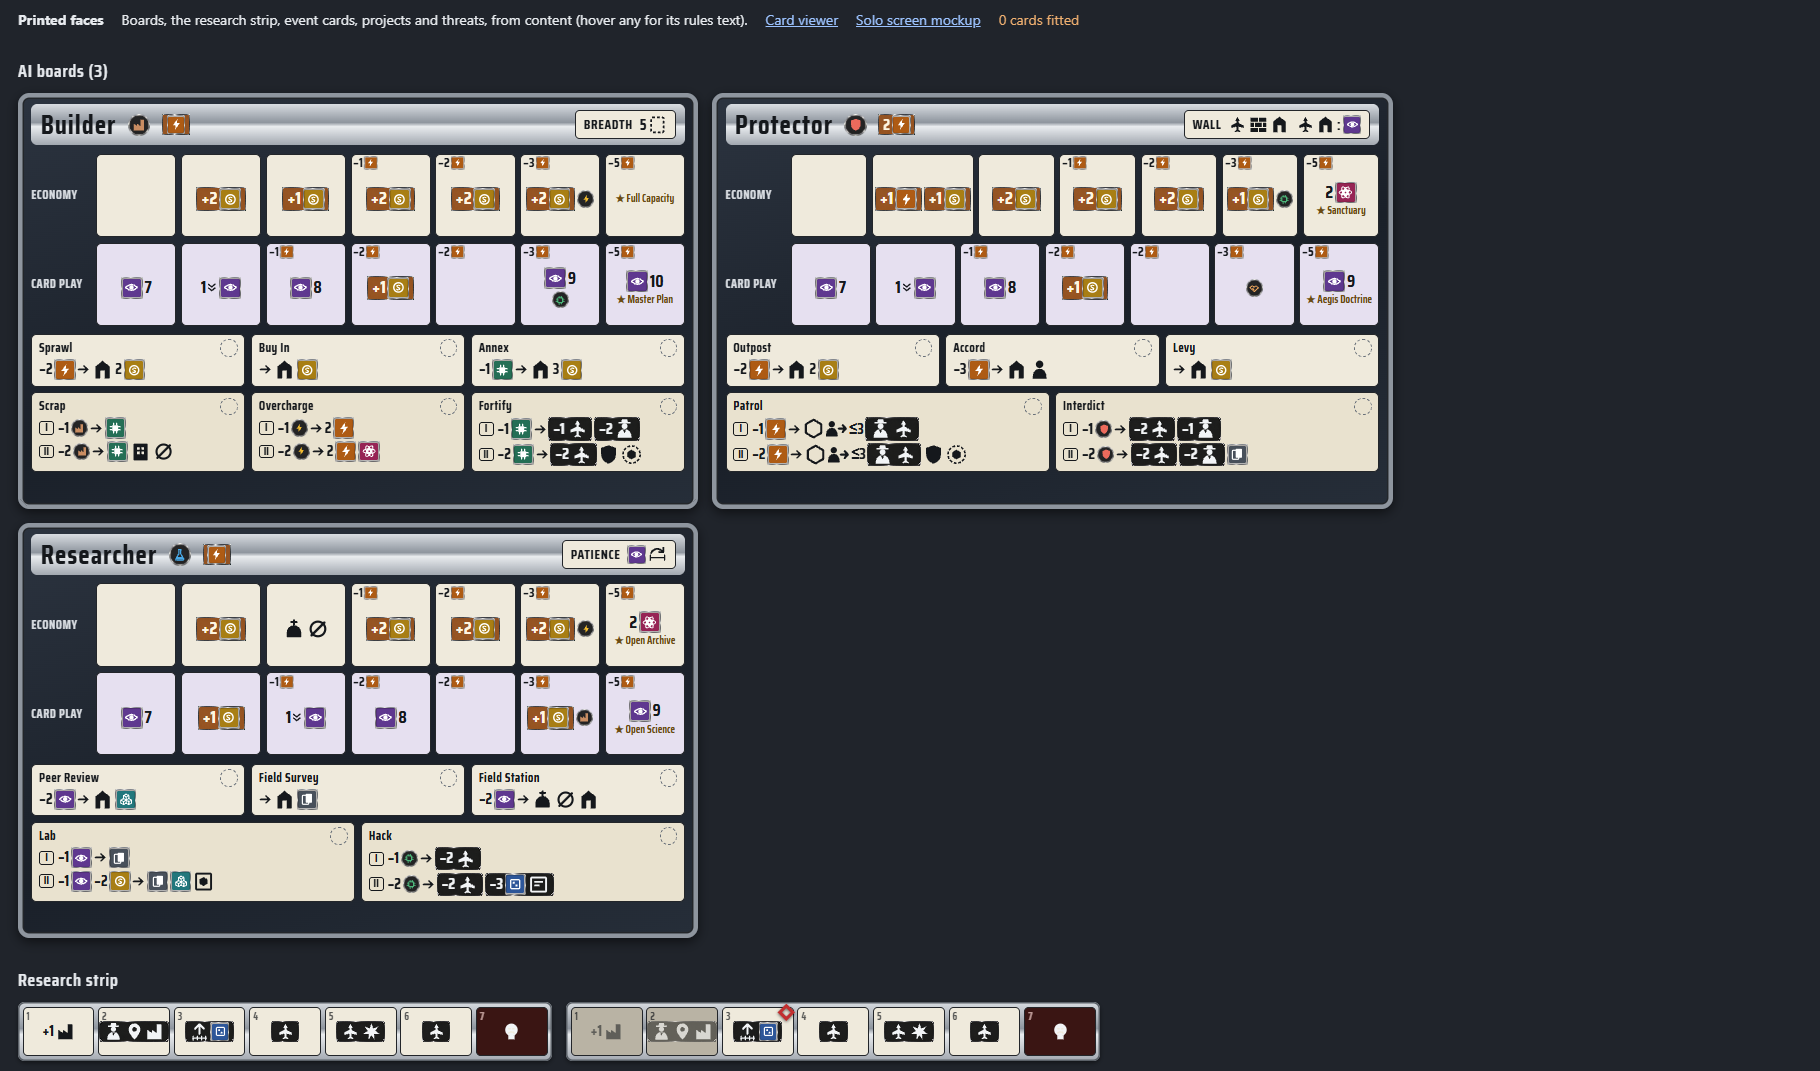 Printed faces Boards, the research strip, event cards, projects and threats, from content (hover any for its rules text). Card viewer Solo screen mockup 0 cards fitted
AI boards (3)
Builder BREADTH 5
ECONOMY +2 +1 -1 +2 -2 +2 -3 +2 -5 ★ Full Capacity
CARD PLAY 7 1 -1 8 -2 +1 -2 -3 9 -5 10 ★ Master Plan
Sprawl
-2 → 2
Buy In
→
Annex
-1 → 3
Scrap
I -1 →
II -2 →
Overcharge
I -1 → 2
II -2 → 2
Fortify
I -1 → -1 -2
II -2 → -2
Protector 2 WALL :
ECONOMY +1 +1 +2 -1 +2 -2 +2 -3 +1 -5 2 ★ Sanctuary
CARD PLAY 7 1 -1 8 -2 +1 -2 -3 -5 9 ★ Aegis Doctrine
Outpost
-2 → 2
Accord
-3 →
Levy
→
Patrol
I -1 → ≤3
II -2 → ≤3
Interdict
I -1 → -2 -1
II -2 → -2 -2
Researcher PATIENCE
ECONOMY +2 -1 +2 -2 +2 -3 +2 -5 2 ★ Open Archive
CARD PLAY 7 +1 -1 1 -2 8 -2 -3 +1 -5 9 ★ Open Science
Peer Review
-2 →
Field Survey
→
Field Station
-2 →
Lab
I -1 →
II -1 -2 →
Hack
I -1 → -2
II -2 → -2 -3
Research strip
1 +1 2 3 4 5 6 7
1 +1 2 3 4 5 6 7